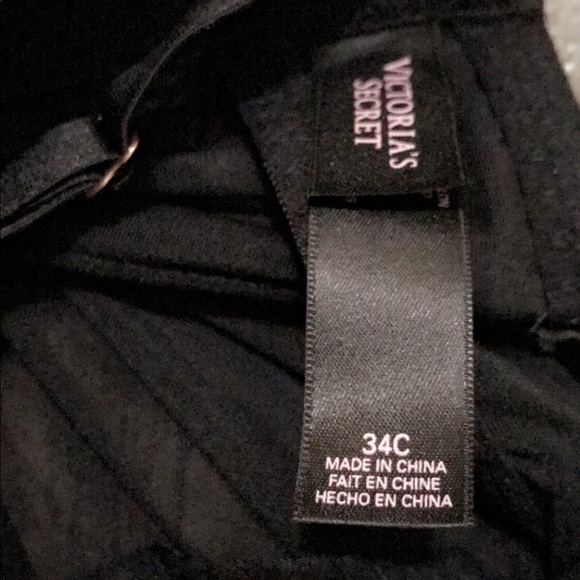 VICTORIA'S
SECRET
34C
MADE IN CHINA
FAIT EN CHINE
HECHO EN CHINA